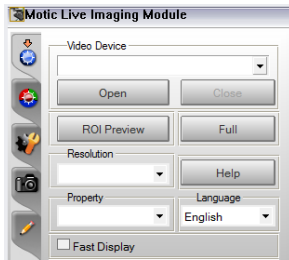 Motic Live Imaging Module
Video Device
Open Close
ROI Preview Full
Resolution
Help
Property Language
English
Fast Display